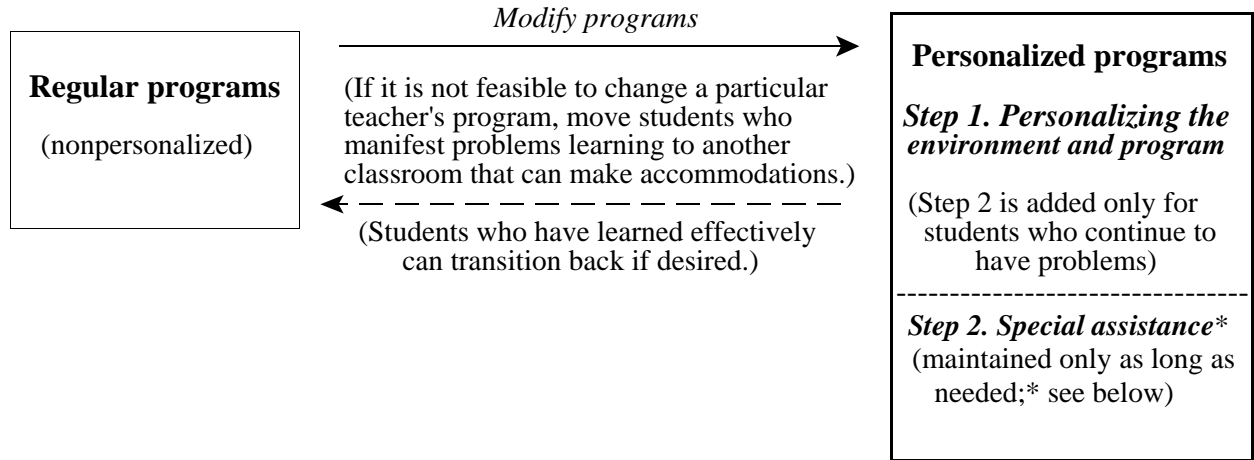 Modify programs
Regular programs
(nonpersonalized)
(If it is not feasible to change a particular
teacher's program, move students who
manifest problems learning to another
classroom that can make accommodations.)
(Students who have learned effectively
can transition back if desired.)
Personalized programs
Step 1. Personalizing the
environment and program
(Step 2 is added only for
students who continue to
have problems)
Step 2. Special assistance*
(maintained only as long as
needed;* see below)